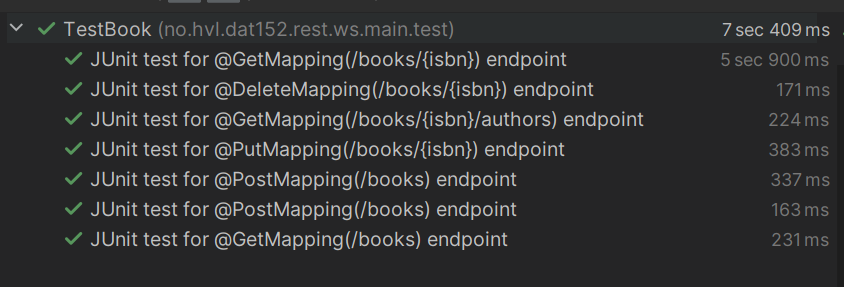 TestBook (no.hvl.dat152.rest.ws.main.test) 7 sec 409 ms
JUnit test for @GetMapping(/books/{isbn}) endpoint 5 sec 900 ms
JUnit test for @DeleteMapping(/books/{isbn}) endpoint 171 ms
JUnit test for @GetMapping(/books/{isbn}/authors) endpoint 224 ms
JUnit test for @PutMapping(/books/{isbn}) endpoint 383 ms
JUnit test for @PostMapping(/books) endpoint 337 ms
JUnit test for @PostMapping(/books) endpoint 163 ms
JUnit test for @GetMapping(/books) endpoint 231 ms